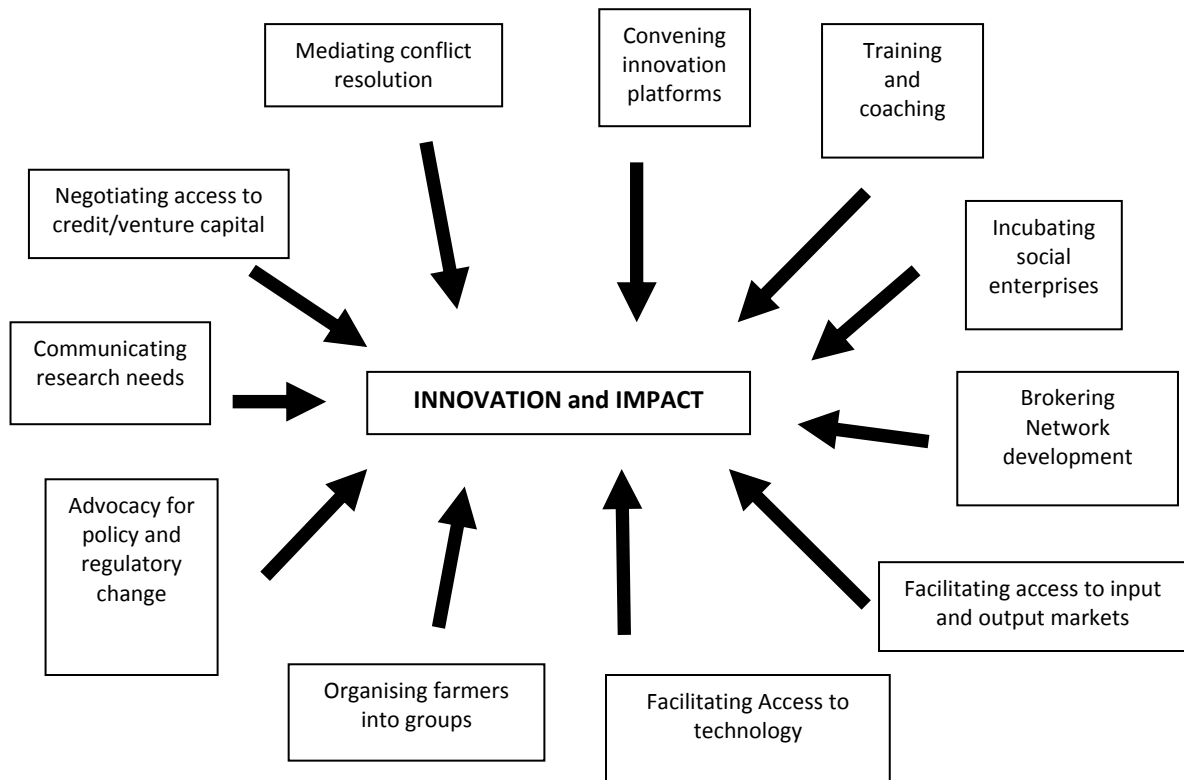 Mediating conflict
resolution
Convening
innovation
platforms
Training
and
coaching
Negotiating access to
credit/venture capital
Incubating
social
enterprises
Communicating
research needs
INNOVATION and IMPACT
Brokering
Network
development
Advocacy for
policy and
regulatory
change
Facilitating access to input
and output markets
Organising farmers
into groups
Facilitating Access to
technology